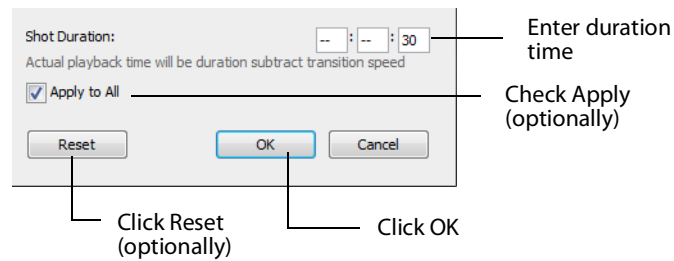 Shot Duration:
-- : -- : 30
Enter duration
time
Actual playback time will be duration subtract transition speed
Apply to All
Check Apply
(optionally)
Reset
OK
Cancel
Click Reset
(optionally)
Click OK